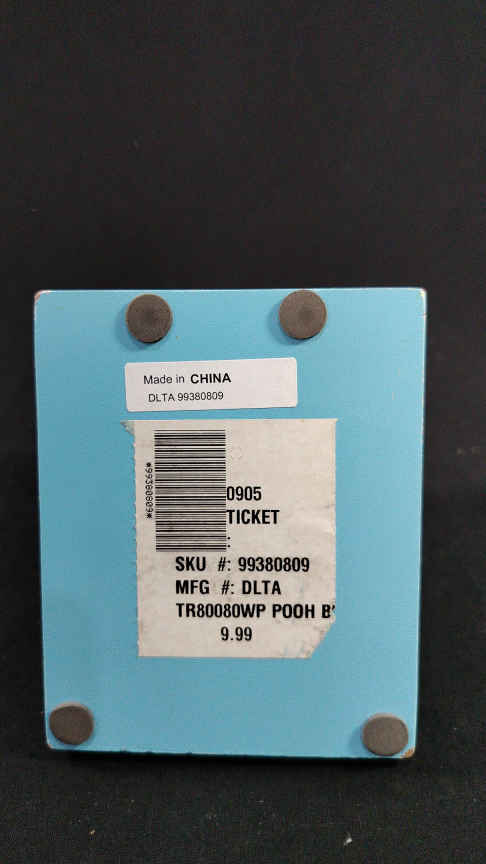 Made in CHINA
DLTA 99380809
*99380809*
0905
TICKET
:
SKU #: 99380809
MFG #: DLTA
TR80080WP POOH B'
9.99